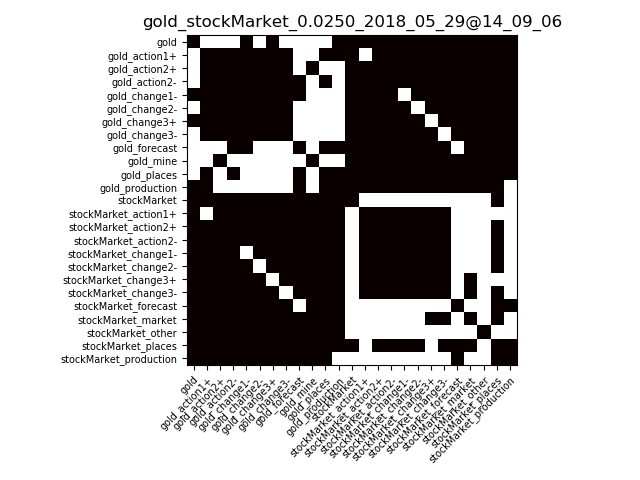 gold_stockMarket_0.0250_2018_05_29@14_09_06
gold
gold_action1+
gold_action2+
gold_action2-
gold_change1-
gold_change2-
gold_change3+
gold_change3-
gold_forecast
gold_mine
gold_places
gold_production
stockMarket
stockMarket_action1+
stockMarket_action2+
stockMarket_action2-
stockMarket_change1-
stockMarket_change2-
stockMarket_change3+
stockMarket_change3-
stockMarket_forecast
stockMarket_market
stockMarket_other
stockMarket_places
stockMarket_production
gold
gold_action1+
gold_action2+
gold_action2-
gold_change1-
gold_change2-
gold_change3+
gold_change3-
gold_forecast
gold_mine
gold_places
gold_production
stockMarket
stockMarket_action1+
stockMarket_action2+
stockMarket_action2-
stockMarket_change1-
stockMarket_change2-
stockMarket_change3+
stockMarket_change3-
stockMarket_forecast
stockMarket_market
stockMarket_other
stockMarket_places
stockMarket_production